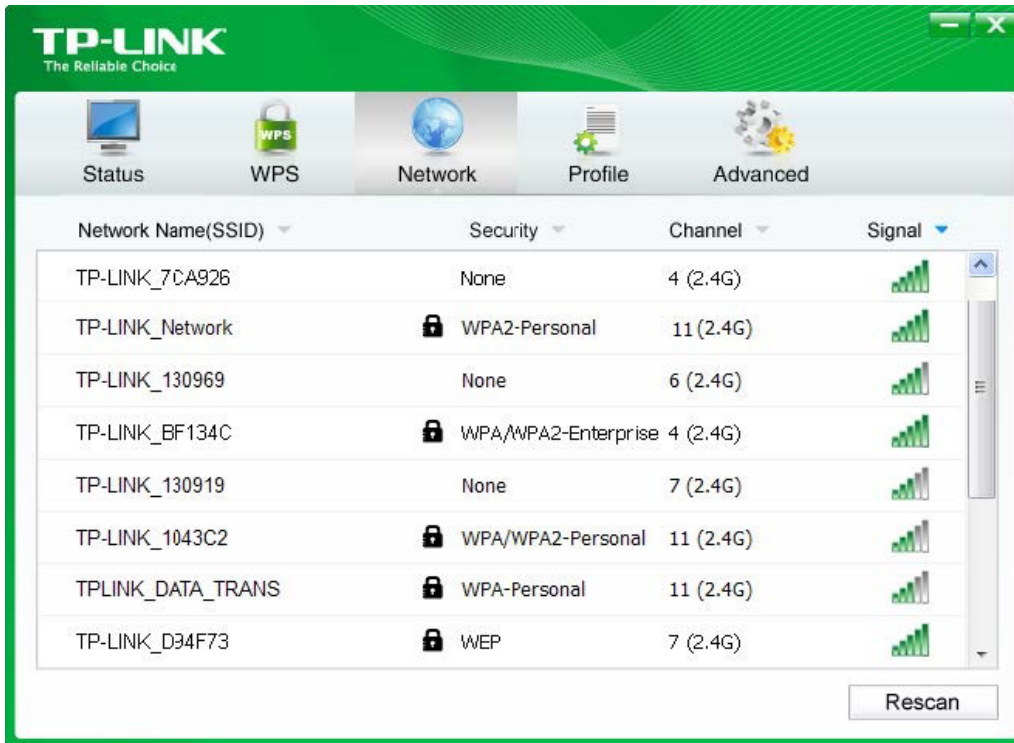 TP-LINK
The Reliable Choice
Status WPS Network Profile Advanced
Network Name(SSID) Security Channel Signal
TP-LINK_7CA926 None 4 (2.4G)
TP-LINK_Network WPA2-Personal 11(2.4G)
TP-LINK_130969 None 6 (2.4G)
TP-LINK_BF134C WPA/WPA2-Enterprise 4 (2.4G)
TP-LINK_130919 None 7 (2.4G)
TP-LINK_1043C2 WPA/WPA2-Personal 11 (2.4G)
TPLINK_DATA_TRANS WPA-Personal 11 (2.4G)
TP-LINK_D94F73 WEP 7 (2.4G)
Rescan